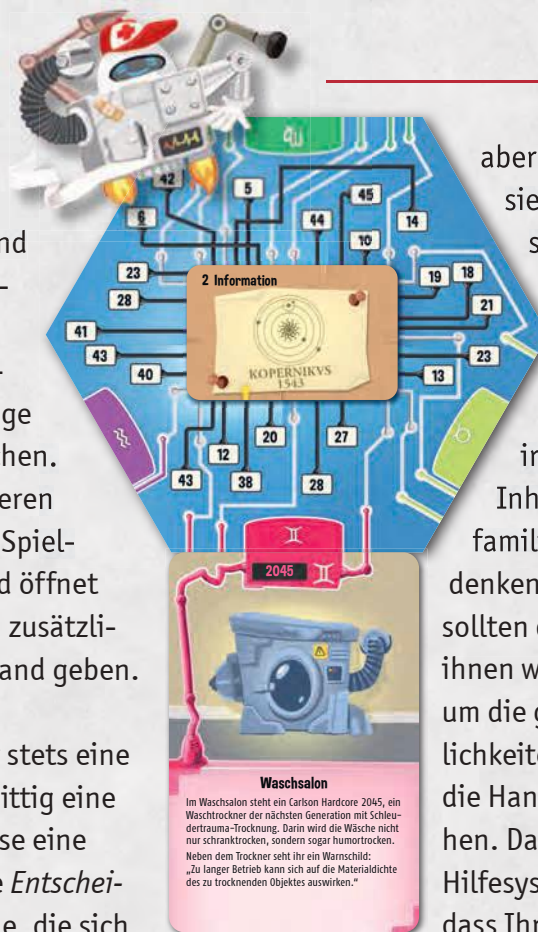 nd
-
-
ge
hen.
eren
Spiel-
d öffnet
zusätzli-
and geben.
stets eine
ittig eine
se eine
e Entschei-
e, die sich
42
5
45
6
44
14
10
23
19
18
28
21
41
43
23
40
13
20
27
12
43
38
28
2 Information
KOPERNIKVS
1543
2045
Waschsalon
Im Waschsalon steht ein Carlson Hardcore 2045, ein
Waschtrockner der nächsten Generation mit Schleu-
dertrauma-Trocknung. Darin wird die Wäsche nicht
nur schranktrocken, sondern sogar humortrocken.
Neben dem Trockner seht ihr ein Warnschild:
„Zu langer Betrieb kann sich auf die Materialdichte
des zu trocknenden Objektes auswirken.“
aber
sie
s
Inh
famil
denken
sollten
ihnen w
um die g
lichkeite
die Han
hen. Da
Hilfesys
dass Ihr